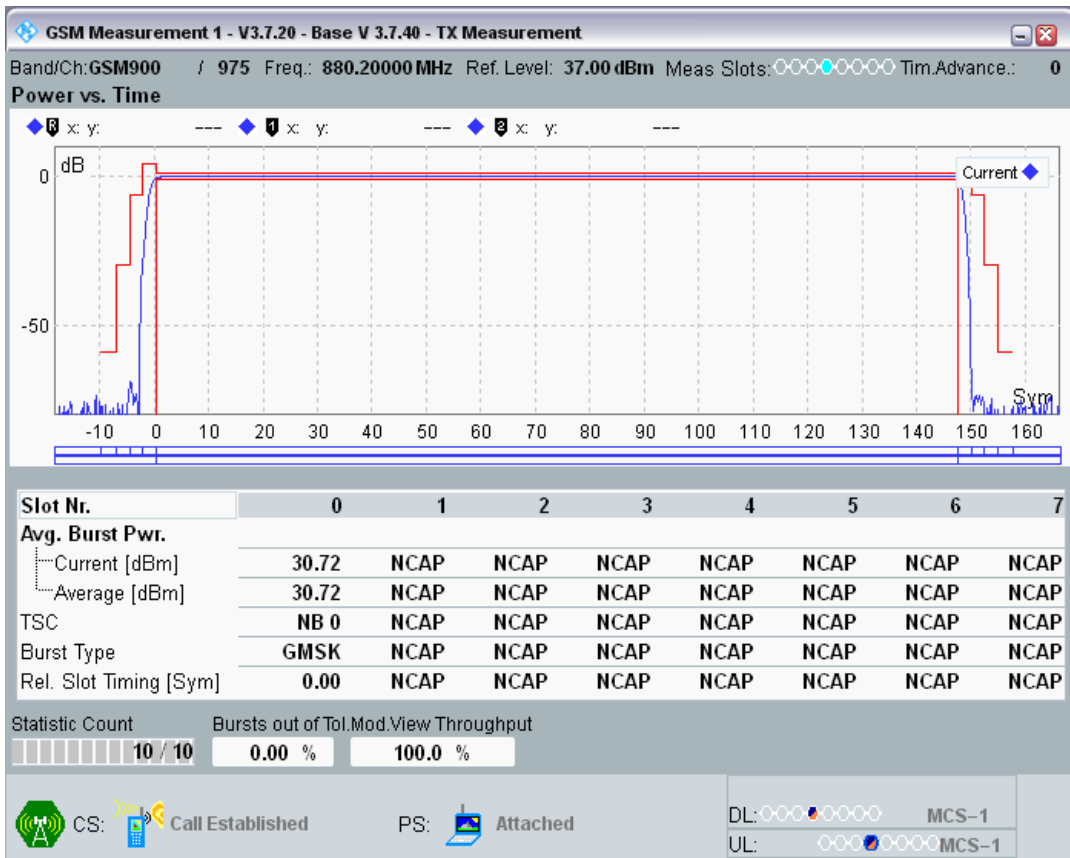 GSM Measurement 1 - V3.7.20 - Base V 3.7.40 - TX Measurement
Band/Ch:GSM900 / 975 Freq.: 880.20000 MHz Ref. Level: 37.00 dBm Meas Slots: Tim.Advance.: 0
Power vs. Time
R x: y: --- 1 x: y: --- 2 x: y: ---
dB
Current
0
-50
Sym
-10 0 10 20 30 40 50 60 70 80 90 100 110 120 130 140 150 160
Slot Nr. 0 1 2 3 4 5 6 7
Avg. Burst Pwr.
Current [dBm] 30.72 NCAP NCAP NCAP NCAP NCAP NCAP NCAP
Average [dBm] 30.72 NCAP NCAP NCAP NCAP NCAP NCAP NCAP
TSC NB 0 NCAP NCAP NCAP NCAP NCAP NCAP NCAP
Burst Type GMSK NCAP NCAP NCAP NCAP NCAP NCAP NCAP
Rel. Slot Timing [Sym] 0.00 NCAP NCAP NCAP NCAP NCAP NCAP NCAP
Statistic Count Bursts out of Tol.Mod.View Throughput
10 / 10 0.00 % 100.0 %
CS: Call Established PS: Attached
DL: MCS-1
UL: MCS-1